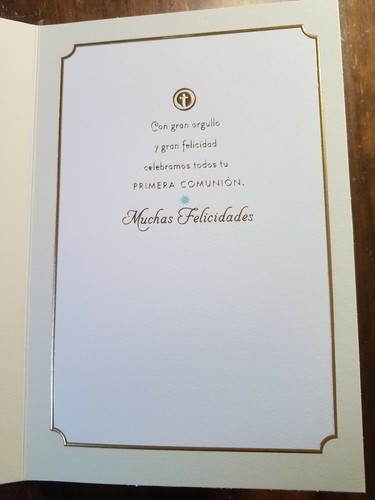 Con gran orgullo
y gran felicidad
celebramos todos tu
PRIMERA COMUNIÓN.
Muchas Felicidades